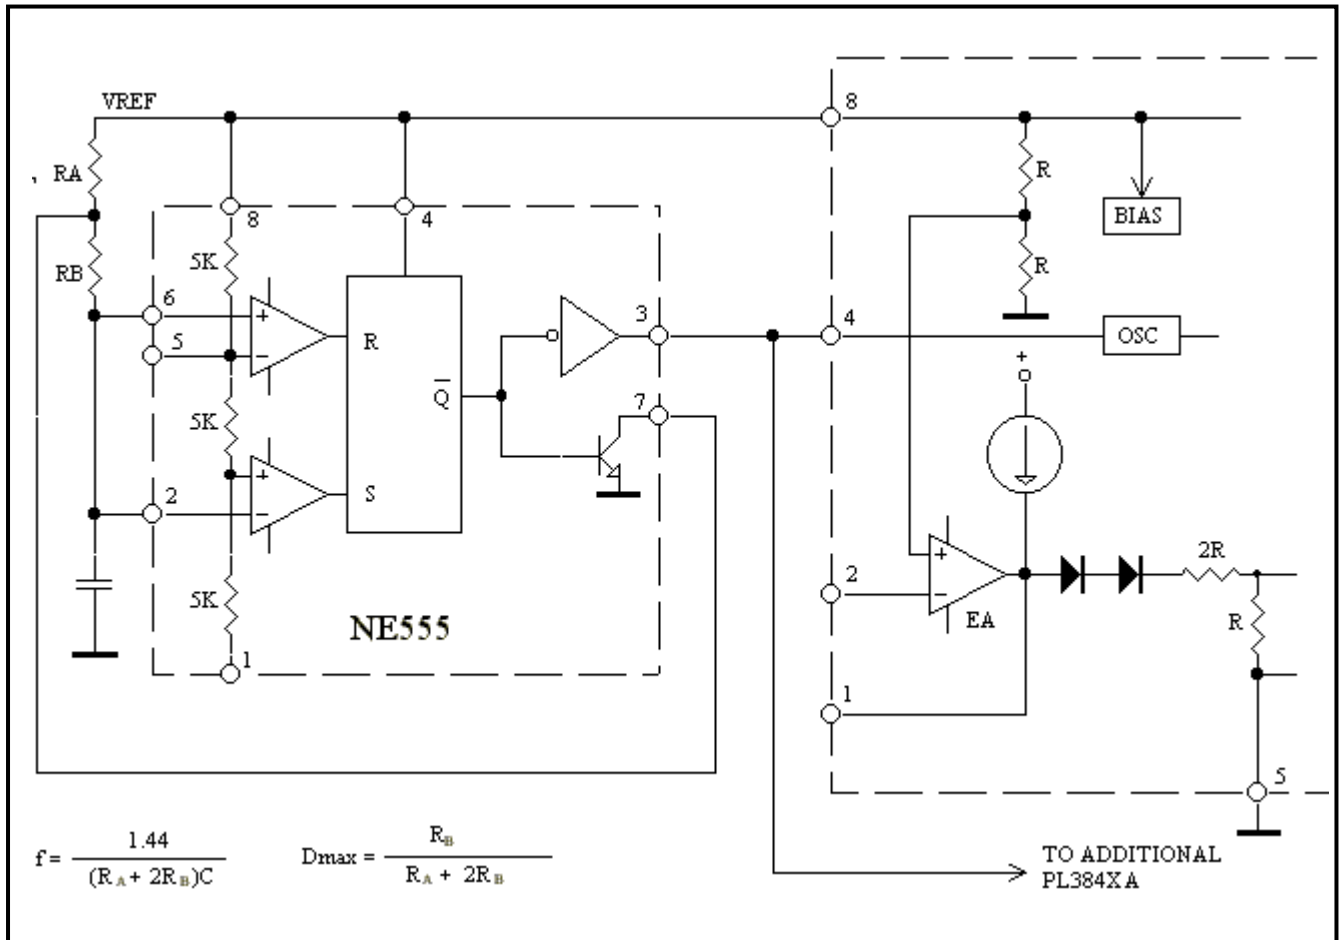 VREF
8
RA
R
8
4
BIAS
5K
RB
R
6
3
4
5
R
OSC
+
-
+
Q̅
7
5K
+
2
S
-
2R
2
+
-
5K
EA
R
NE555
1
1
5
f = 1.44 / (RA + 2RB)C
Dmax = RB / RA + 2RB
TO ADDITIONAL
PL384XA